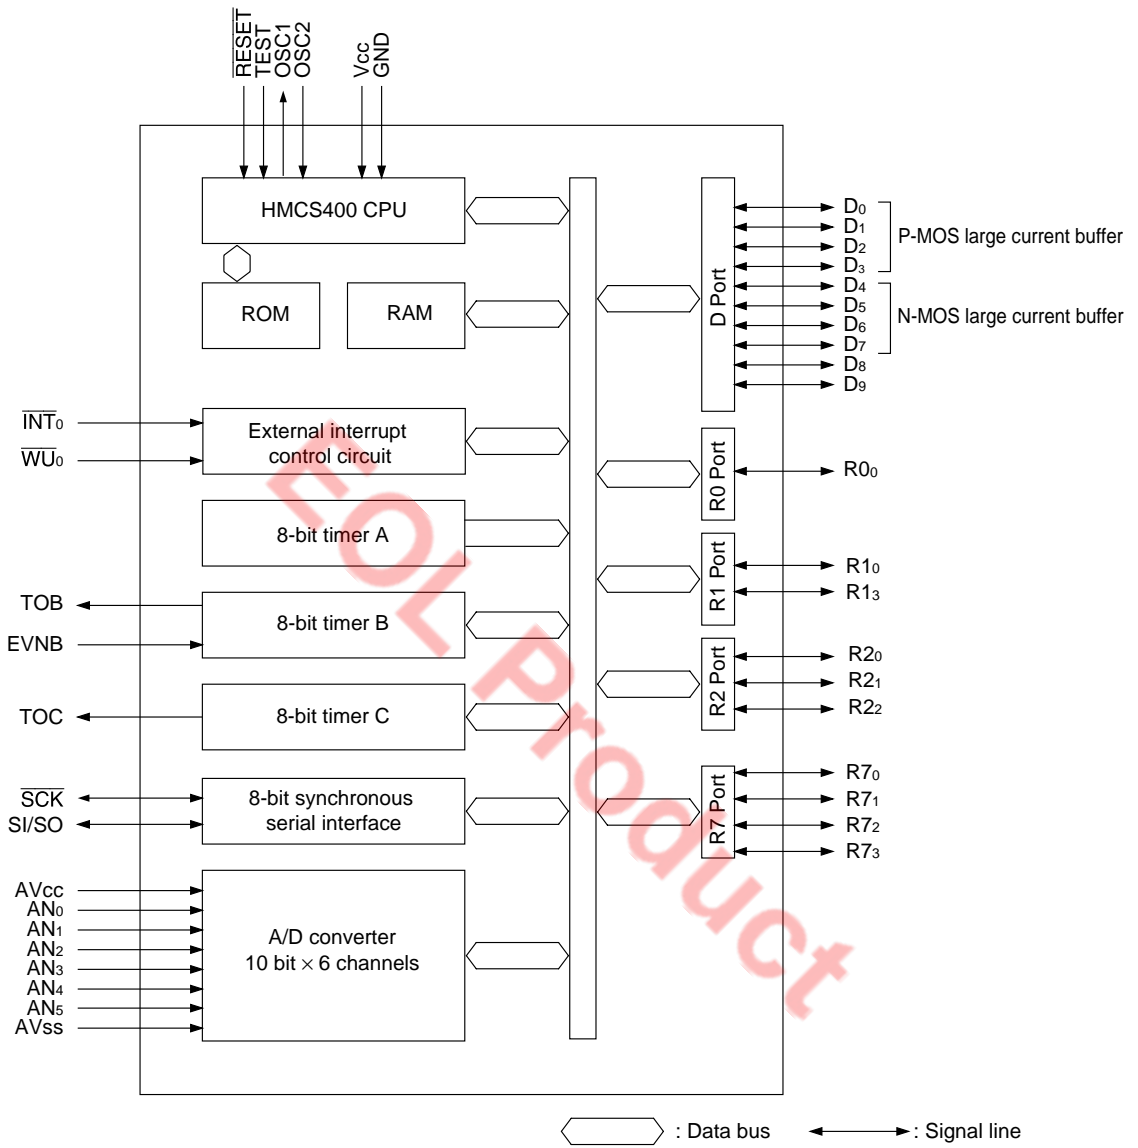 RESET
TEST
OSC1
OSC2
Vcc
GND
HMCS400 CPU
ROM
RAM
External interrupt
control circuit
8-bit timer A
8-bit timer B
8-bit timer C
8-bit synchronous
serial interface
A/D converter
10 bit × 6 channels
INT0
WU0
TOB
EVNB
TOC
SCK
SI/SO
AVcc
AN0
AN1
AN2
AN3
AN4
AN5
AVss
D Port
R0 Port
R1 Port
R2 Port
R7 Port
D0
D1
D2
D3
D4
D5
D6
D7
D8
D9
P-MOS large current buffer
N-MOS large current buffer
R00
R10
R13
R20
R21
R22
R70
R71
R72
R73
EOL Product
: Data bus
: Signal line